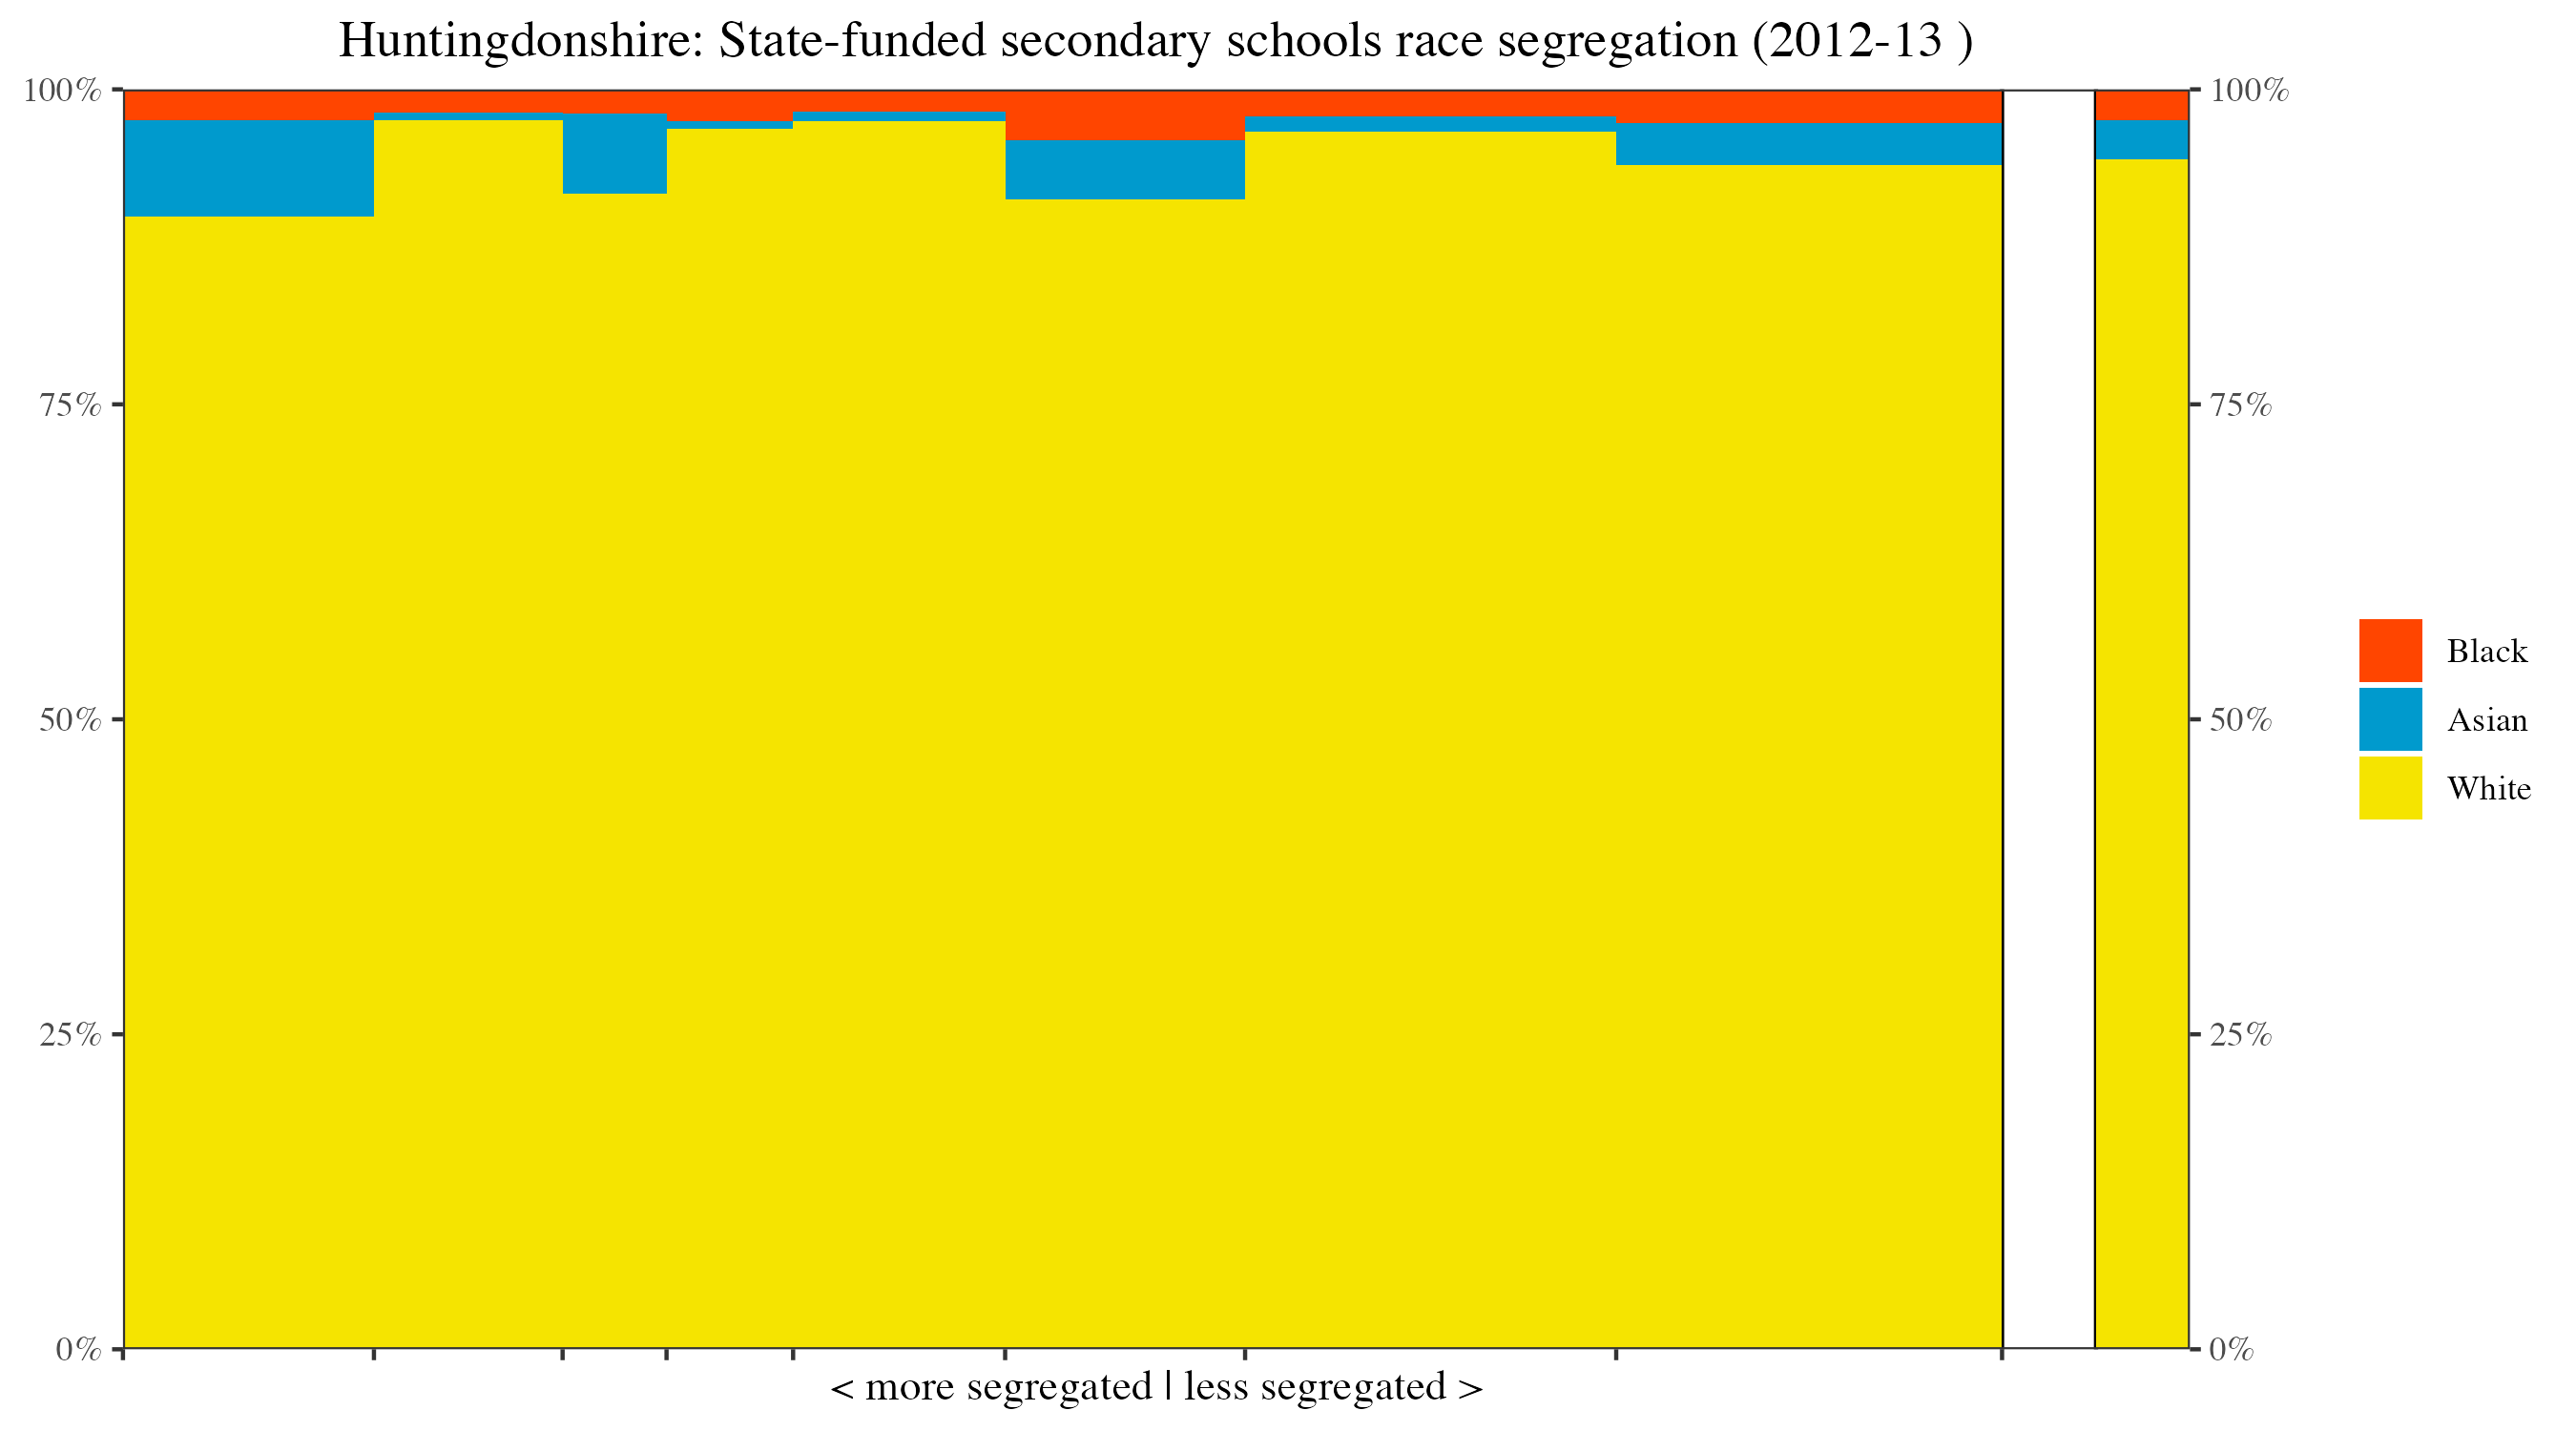 Huntingdonshire: State-funded secondary schools race segregation (2012-13 )
100%
75%
50%
25%
0%
100%
75%
50%
25%
0%
Black
Asian
White
< more segregated | less segregated >